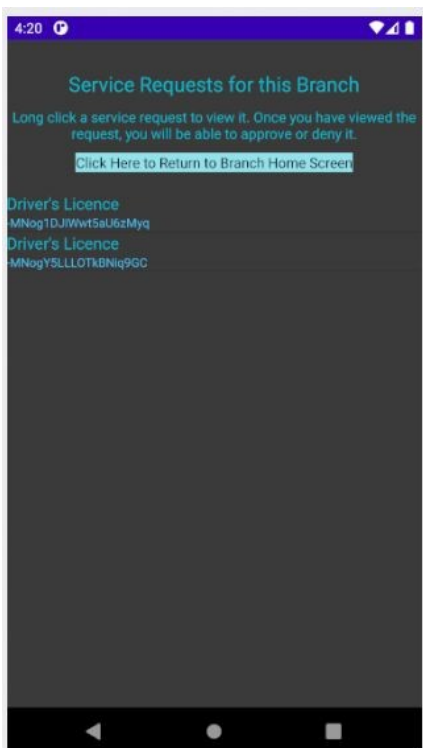 4:20
Service Requests for this Branch
Long click a service request to view it. Once you have viewed the
request, you will be able to approve or deny it.
Click Here to Return to Branch Home Screen
Driver's Licence
-MNog1DJIWwt5aU6zMyq
Driver's Licence
-MNogY5LLLOTkBNiq9GC